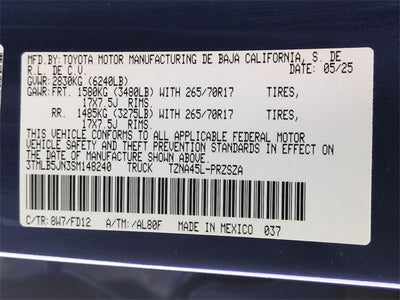 MFD.BY: TOYOTA MOTOR MANUFACTURING DE BAJA CALIFORNIA, S. DE
R.L. DE C.V. 05/25
GVWR: 2830KG (6240LB)
GAWR: FRT. 1580KG (3480LB) WITH 265/70R17 TIRES,
17X7.5J RIMS.
RR. 1485KG (3275LB) WITH 265/70R17 TIRES,
17X7.5J RIMS.
THIS VEHICLE CONFORMS TO ALL APPLICABLE FEDERAL MOTOR
VEHICLE SAFETY AND THEFT PREVENTION STANDARDS IN EFFECT
ON THE DATE OF MANUFACTURE SHOWN ABOVE.
3TMLB5JN3SM148240 TRUCK TZNA45L-PRZSZA
C/TR: 8W7/FD12 A/TM: /AL80F MADE IN MEXICO 037